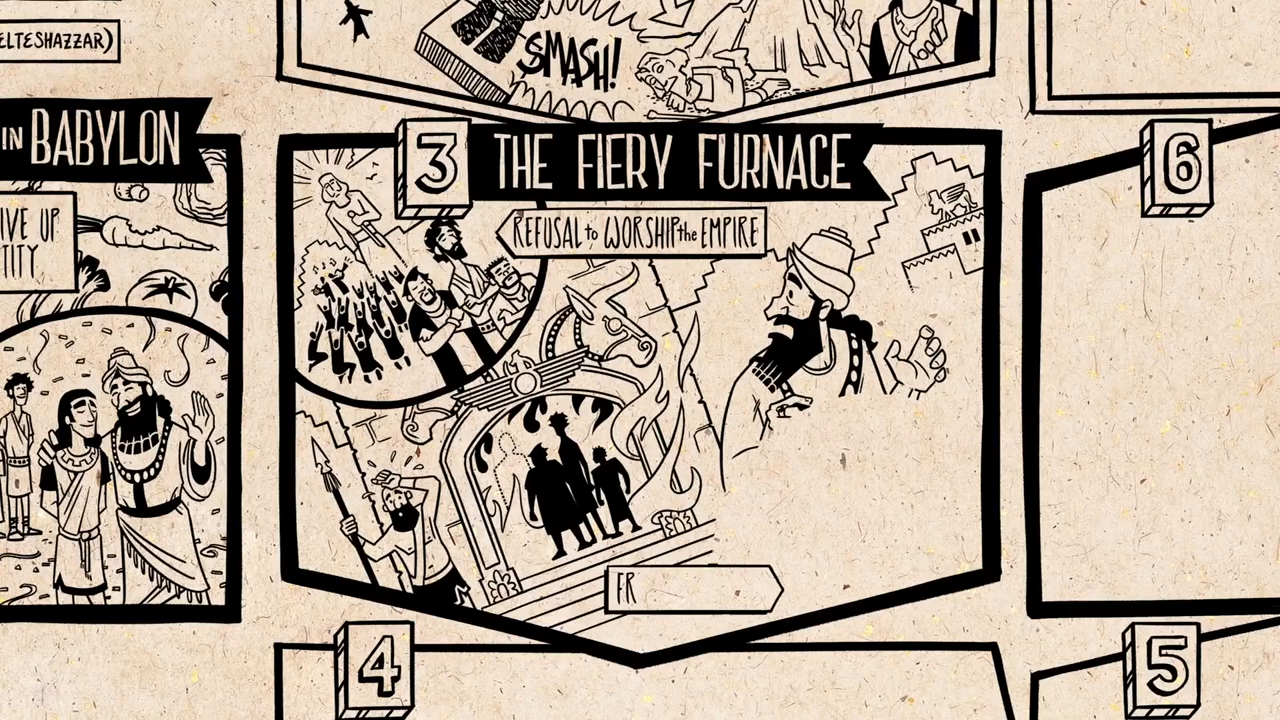 ELTESHAZZAR)
SMASH!
IN BABYLON
IVE UP
TITY
3 THE FIERY FURNACE
REFUSAL to WORSHIP the EMPIRE
FR
6
4
5